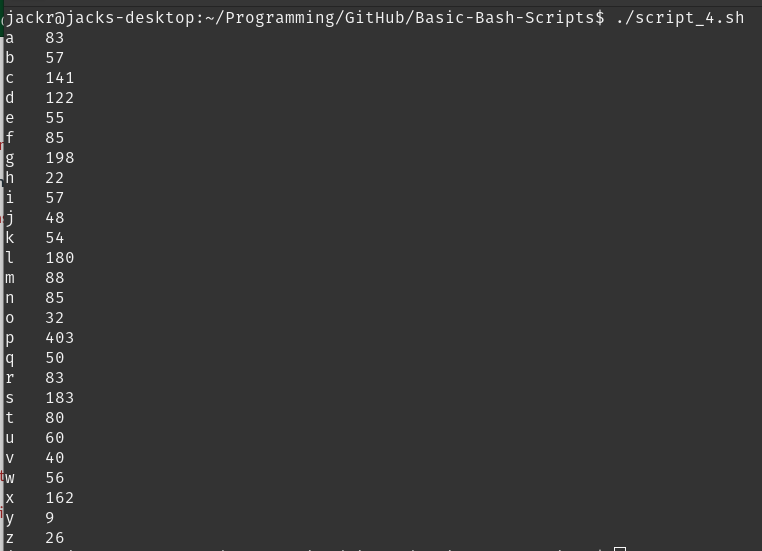 jackr@jacks-desktop:~/Programming/GitHub/Basic-Bash-Scripts$ ./script_4.sh
a 83
b 57
c 141
d 122
e 55
f 85
g 198
h 22
i 57
j 48
k 54
l 180
m 88
n 85
o 32
p 403
q 50
r 83
s 183
t 80
u 60
v 40
w 56
x 162
y 9
z 26